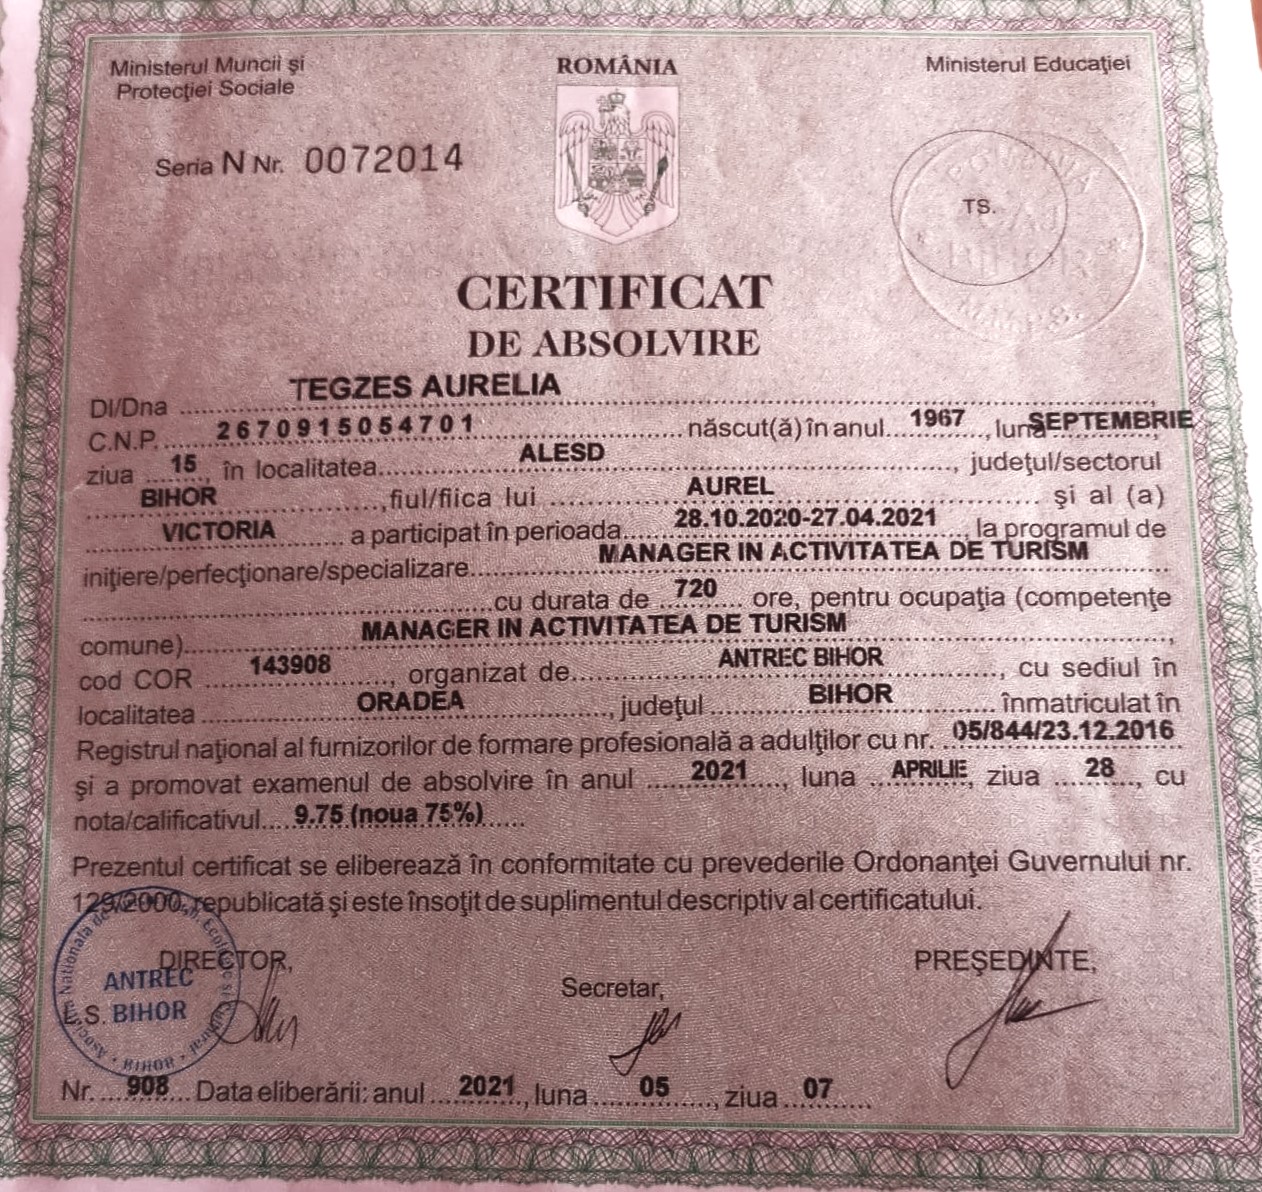 Ministerul Muncii și
Protecţiei Sociale
ROMÂNIA
Ministerul Educaţiei
Seria N Nr. 0072014
TS.
CERTIFICAT
DE ABSOLVIRE
Dl/Dna TEGZES AURELIA
C.N.P. 2670915054701 născut(ă) în anul 1967, luna SEPTEMBRIE
ziua 15, în localitatea ALESD, judeţul/sectorul
BIHOR, fiul/fiica lui AUREL și al (a)
VICTORIA a participat în perioada 28.10.2020-27.04.2021 la programul de
iniţiere/perfecţionare/specializare MANAGER IN ACTIVITATEA DE TURISM
cu durata de 720 ore, pentru ocupaţia (competenţe
comune) MANAGER IN ACTIVITATEA DE TURISM,
cod COR 143908, organizat de ANTREC BIHOR, cu sediul în
localitatea ORADEA, judeţul BIHOR înmatriculat în
Registrul naţional al furnizorilor de formare profesională a adulţilor cu nr. 05/844/23.12.2016
şi a promovat examenul de absolvire în anul 2021, luna APRILIE, ziua 28, cu
nota/calificativul 9.75 (noua 75%)
Prezentul certificat se eliberează în conformitate cu prevederile Ordonanţei Guvernului nr.
129/2000, republicată şi este însoţit de suplimentul descriptiv al certificatului.
DIRECTOR,
Secretar,
PREŞEDINTE,
ANTREC
BIHOR
L.S.
BIHOR
Nr. 908 Data eliberării: anul 2021, luna 05, ziua 07